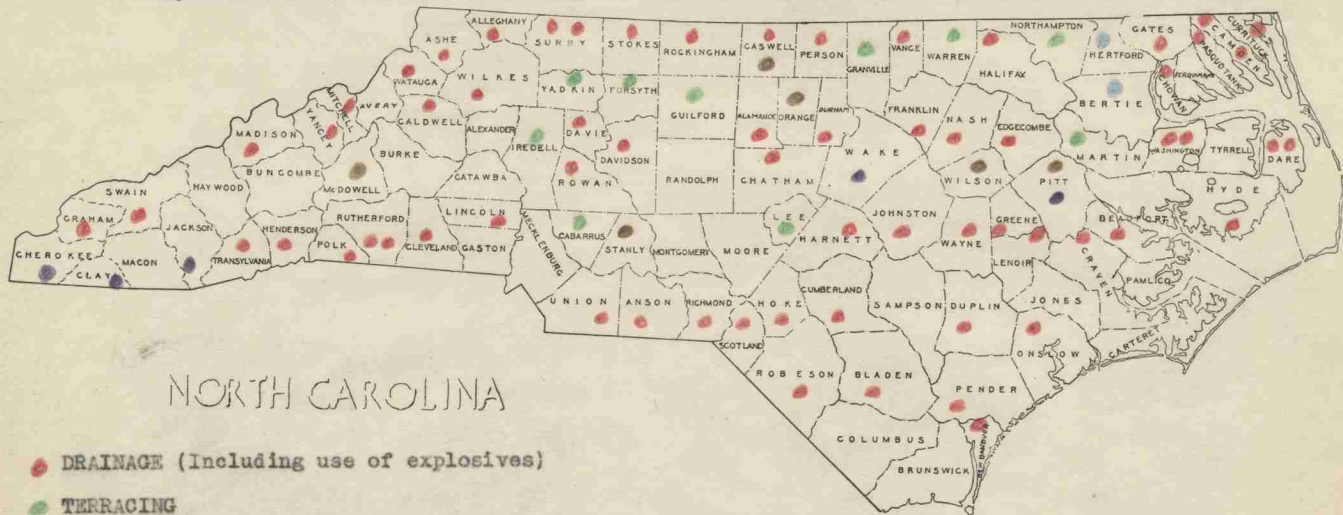 ALLEGHANY
NORTHAMPTON
GATES
CURRITUCK
CAMDEN
PASQUOTANK
ASHE
SURRY
STOKES
ROCKINGHAM
CASWELL
PERSON
GRANVILLE
VANCE
WARREN
HALIFAX
HERTFORD
WATAUGA
WILKES
YADKIN
FORSYTH
GUILFORD
ALAMANCE
ORANGE
DURHAM
FRANKLIN
NASH
EDGECOMBE
BERTIE
CHOWAN
PERQUIMANS
MITCHELL
AVERY
YANCEY
CALDWELL
ALEXANDER
IREDELL
DAVIE
DAVIDSON
MADISON
BUNCOMBE
McDOWELL
BURKE
CATAWBA
ROWAN
RANDOLPH
CHATHAM
WAKE
WILSON
PITT
MARTIN
WASHINGTON
TYRRELL
DARE
HYDE
SWAIN
HAYWOOD
GRAHAM
JACKSON
HENDERSON
RUTHERFORD
POLK
CLEVELAND
LINCOLN
GASTON
MECKLENBURG
CABARRUS
STANLY
MONTGOMERY
MOORE
LEE
HARNETT
JOHNSTON
WAYNE
GREENE
LENOIR
BEAUFORT
CRAVEN
PAMLICO
CHEROKEE
CLAY
MACON
TRANSYLVANIA
UNION
ANSON
RICHMOND
SCOTLAND
HOKE
CUMBERLAND
SAMPSON
DUPLIN
JONES
ONSLOW
CARTERET
ROBESON
BLADEN
PENDER
NEW HANOVER
COLUMBUS
BRUNSWICK
NORTH CAROLINA
DRAINAGE (Including use of explosives)
TERRACING